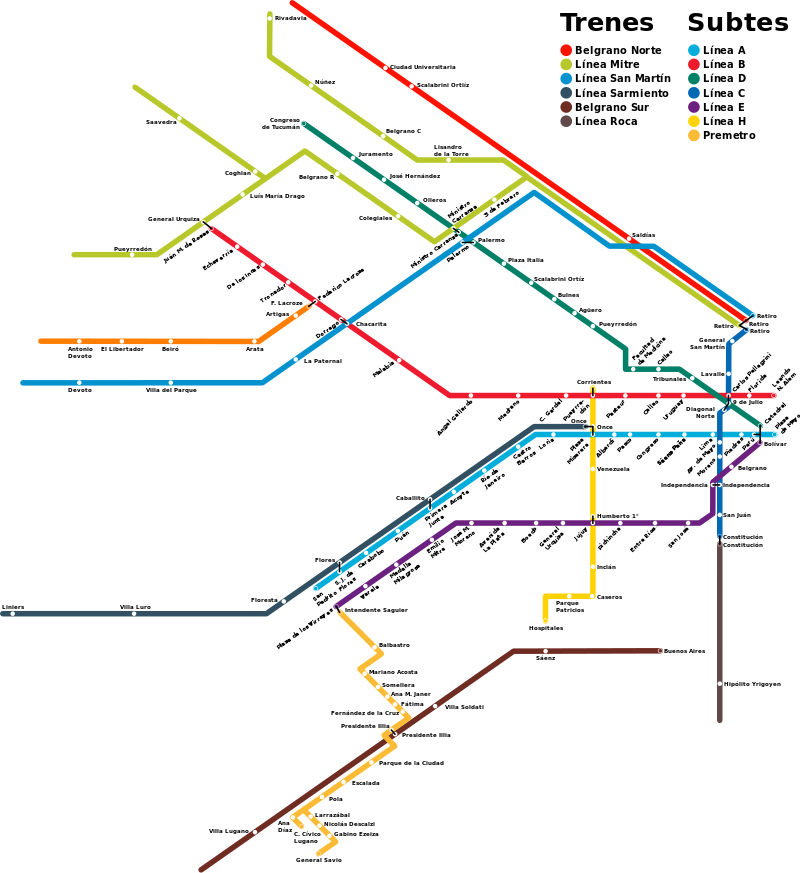 Trenes
Belgrano Norte
Línea Mitre
Línea San Martín
Línea Sarmiento
Belgrano Sur
Línea Roca
Subtes
Línea A
Línea B
Línea D
Línea C
Línea E
Línea H
Premetro
Rivadavia
Ciudad Universitaria
Scalabrini Ortiíz
Núñez
Saavedra
Congreso
de Tucumán
Belgrano C
Lisandro
de la Torre
Juramento
Coghlan
Belgrano R
José Hernández
Luis María Drago
Olleros
Colegiales
Ministro
Carranza
3 de Febrero
General Urquiza
Juán M. de Rosas
Pueyrredón
Echeverría
De los Incas
Tronador
Federico Lacroze
F. Lacroze
Artigas
Ministro Carranza
Palermo
Palermo
Saldías
Plaza Italia
Scalabrini Ortíz
Bulnes
Agüero
Pueyrredón
Dorrego
Chacarita
Antonio
Devoto
El Libertador
Beiró
Arata
La Paternal
Devoto
Villa del Parque
Malabia
Facultad
de Medicina
Calleo
Tribunales
Retiro
Retiro
Retiro
Retiro
General
San Martín
Lavalle
Carlos Pellegrini
Florida
Leando
N. Alem
Corrientes
Angel Gallardo
Medrano
C. Gardel
Pueyrre-
dón
Pasteur
Calleo
Uruguay
Diagonal
Norte
9 de Julio
Catedral
Plaza
de Mayo
Bolívar
Once
Once
Castro
Barros
Loria
Plaza
Miserere
Alberdi
Pasco
Congreso
Sáenz Peña
Lima
Av. de Mayo
Moreno
Piedras
Perú
Belgrano
Río de
Janeiro
Acoyte
Primera
Junta
Caballito
Puán
Carabobo
Flores
S. J. de
Flores
San
Pedrito
Venezuela
Independencia
Independencia
San Juán
Humberto 1°
Jujuy
Pichincha
Entre Ríos
San José
General
Urquiza
Boedo
Avenida
La Plata
José M.
Moreno
Emilio
Mitre
Medalla
Milagrosa
Varela
Plaza de los Virreyes
Constitución
Constitución
Inclán
Parque
Patricios
Caseros
Hospitales
Liniers
Villa Luro
Floresta
Intendente Saguier
Balbastro
Mariano Acosta
Somellera
Ana M. Janer
Fátima
Fernández de la Cruz
Presidente Illia
Presidente Illia
Villa Soldati
Sáenz
Buenos Aires
Hipólito Yrigoyen
Parque de la Ciudad
Escalada
Pola
Ana
Díaz
Larrazábal
Nicolás Descalzi
C. Cívico
Lugano
Gabino Ezeiza
General Savio
Villa Lugano